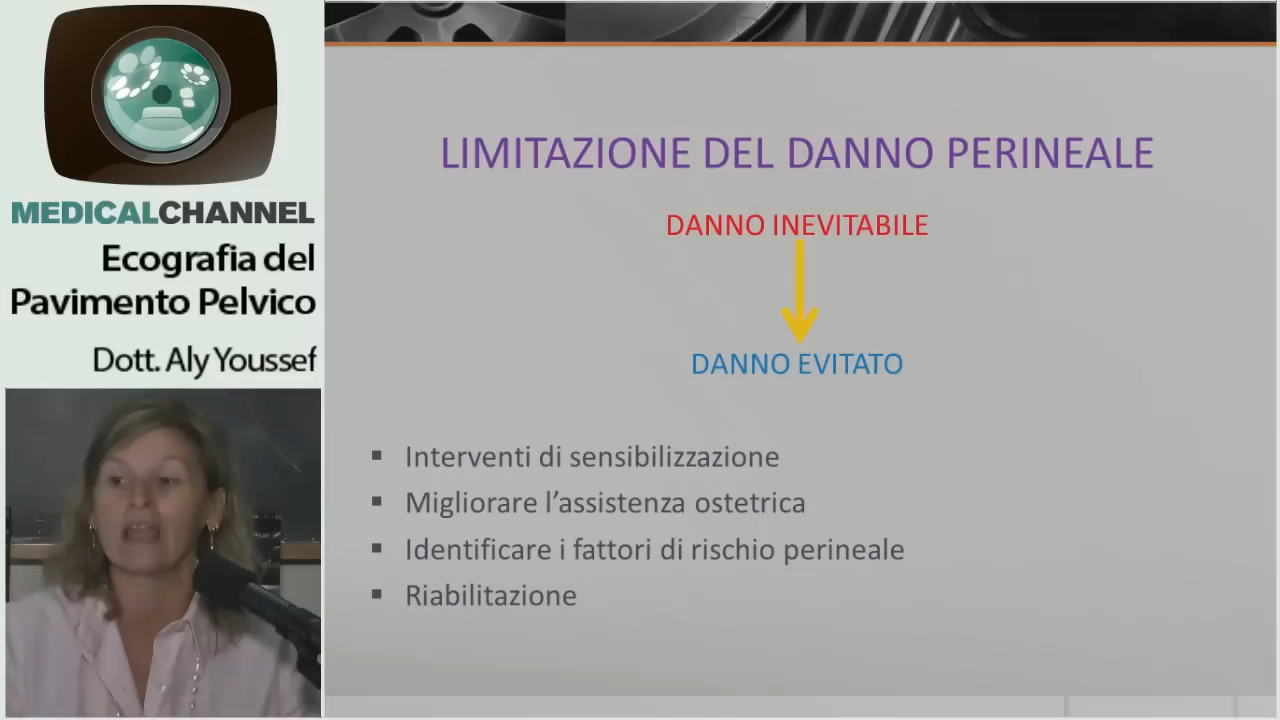 MEDICALCHANNEL
Ecografia del
Pavimento Pelvico
Dott. Aly Youssef
LIMITAZIONE DEL DANNO PERINEALE
DANNO INEVITABILE
DANNO EVITATO
▪ Interventi di sensibilizzazione
▪ Migliorare l’assistenza ostetrica
▪ Identificare i fattori di rischio perineale
▪ Riabilitazione